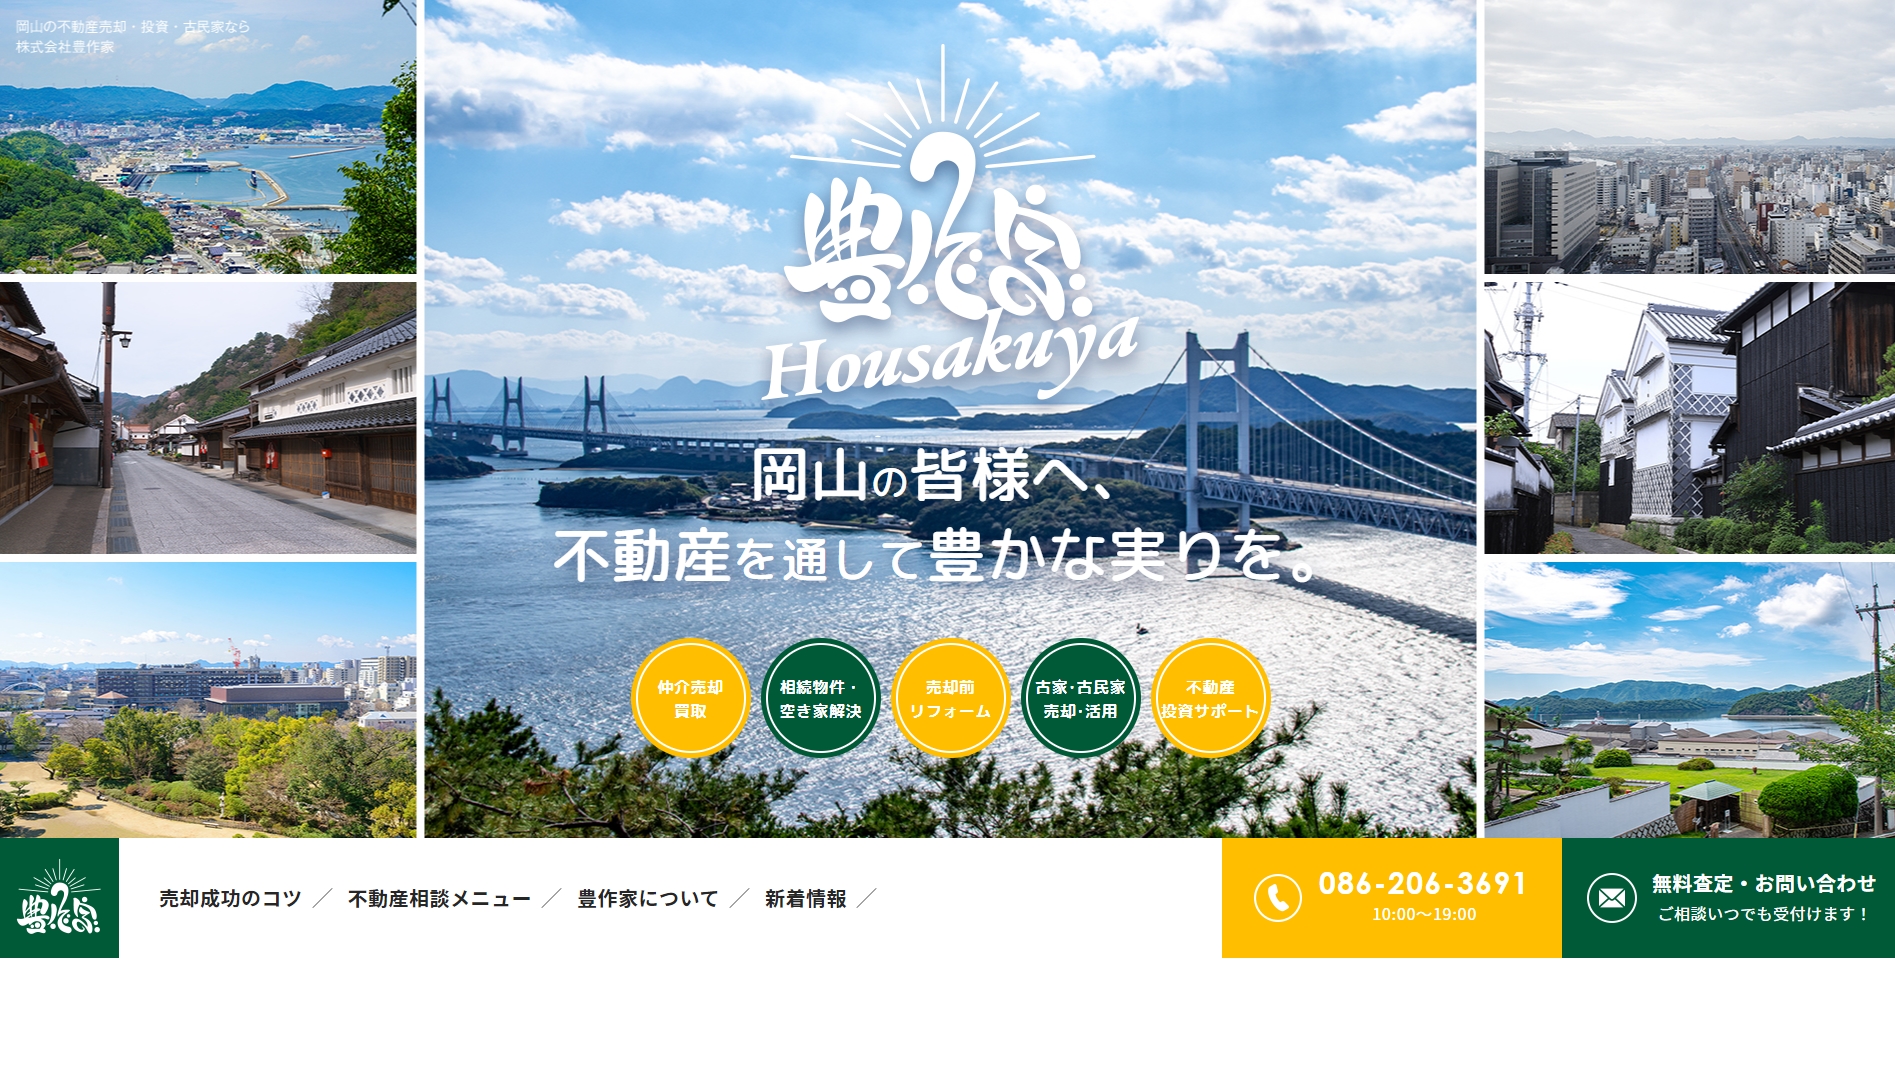 岡山の不動産売却・投資・古民家なら
株式会社豊作家
豊作家
Housakuya
岡山の皆様へ、
不動産を通して豊かな実りを。
仲介売却
買取
相続物件・
空き家解決
売却前
リフォーム
古家･古民家
売却･活用
不動産
投資サポート
豊作家
売却成功のコツ ／ 不動産相談メニュー ／ 豊作家について ／ 新着情報 ／
086-206-3691
10:00〜19:00
無料査定・お問い合わせ
ご相談いつでも受付けます！